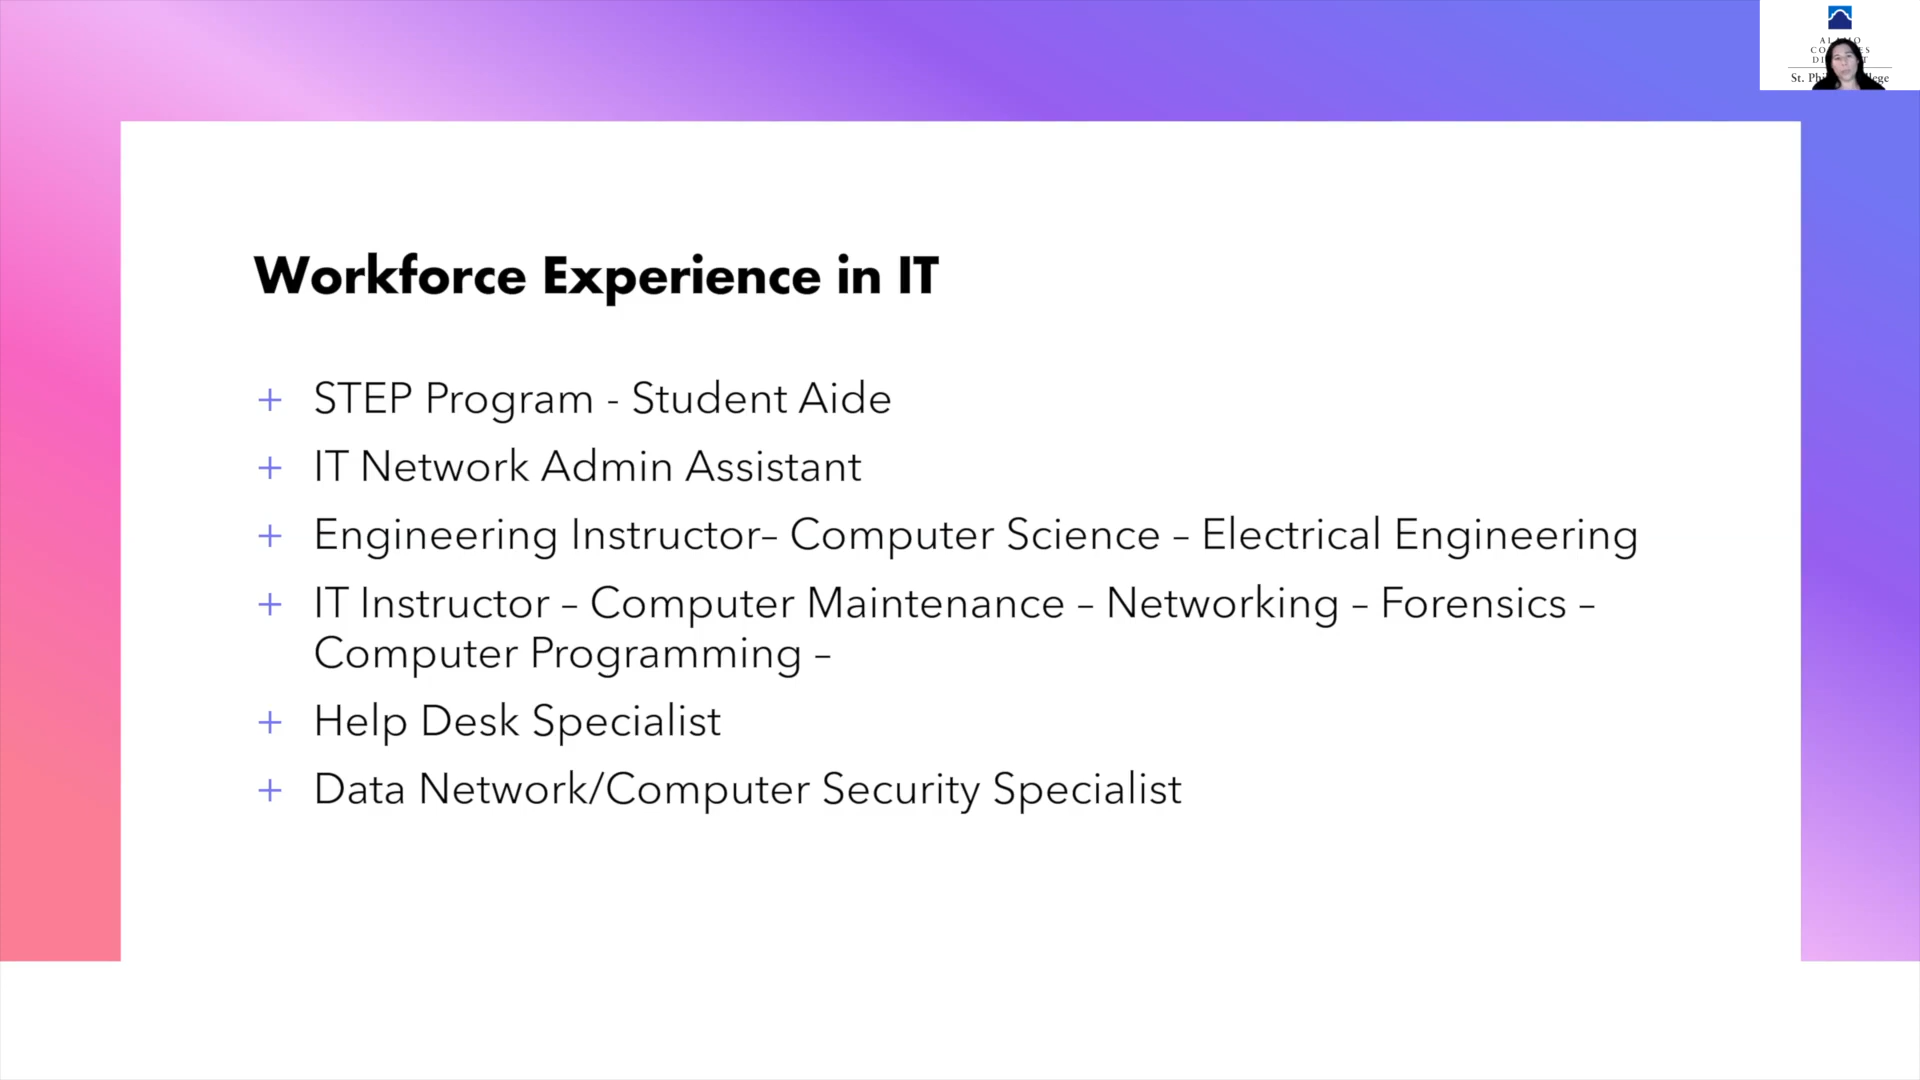 Workforce Experience in IT
+ STEP Program - Student Aide
+ IT Network Admin Assistant
+ Engineering Instructor– Computer Science – Electrical Engineering
+ IT Instructor – Computer Maintenance – Networking – Forensics –
Computer Programming –
+ Help Desk Specialist
+ Data Network/Computer Security Specialist
St.